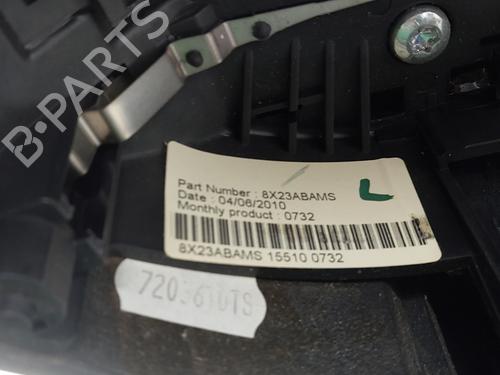 B-PARTS
Part Number : 8X23ABAMS
Date : 04/06/2010
Monthly product : 0732
L
8X23ABAMS 15510 0732